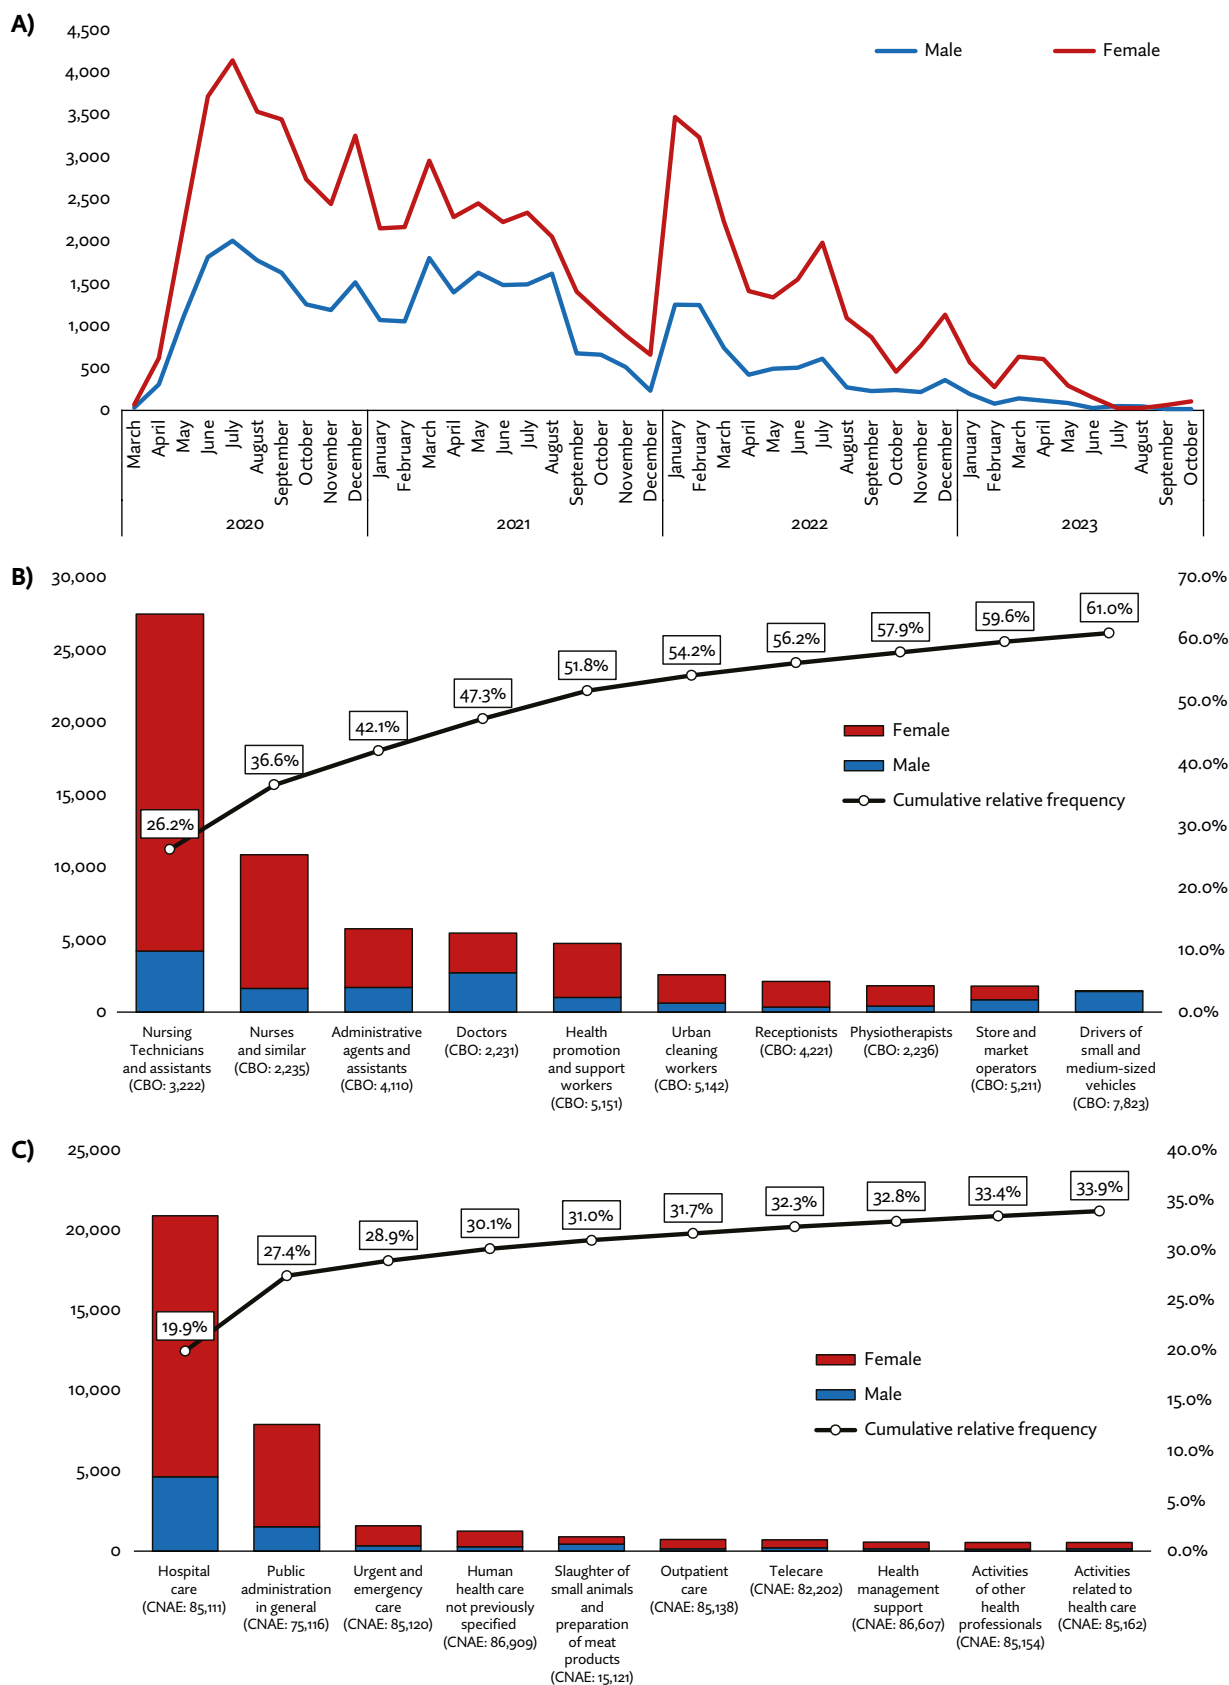 A)
4,500
4,000
3,500
3,000
2,500
2,000
1,500
1,000
500
0
Male
Female
March
April
May
June
July
August
September
October
November
December
January
February
March
April
May
June
July
August
September
October
November
December
January
February
March
April
May
June
July
August
September
October
November
December
January
February
March
April
May
June
July
August
September
October
2020
2021
2022
2023
B)
30,000
25,000
20,000
15,000
10,000
5,000
0
70.0%
60.0%
50.0%
40.0%
30.0%
20.0%
10.0%
0.0%
26.2%
36.6%
42.1%
47.3%
51.8%
54.2%
56.2%
57.9%
59.6%
61.0%
Female
Male
Cumulative relative frequency
Nursing
Technicians
and assistants
(CBO: 3,222)
Nurses
and similar
(CBO: 2,235)
Administrative
agents and
assistants
(CBO: 4,110)
Doctors
(CBO: 2,231)
Health
promotion
and support
workers
(CBO: 5,151)
Urban
cleaning
workers
(CBO: 5,142)
Receptionists
(CBO: 4,221)
Physiotherapists
(CBO: 2,236)
Store and
market
operators
(CBO: 5,211)
Drivers of
small and
medium-sized
vehicles
(CBO: 7,823)
C)
25,000
20,000
15,000
10,000
5,000
0
40.0%
35.0%
30.0%
25.0%
20.0%
15.0%
10.0%
5.0%
0.0%
19.9%
27.4%
28.9%
30.1%
31.0%
31.7%
32.3%
32.8%
33.4%
33.9%
Female
Male
Cumulative relative frequency
Hospital
care
(CNAE: 85,111)
Public
administration
in general
(CNAE: 75,116)
Urgent and
emergency
care
(CNAE: 85,120)
Human
health care
not previously
specified
(CNAE: 86,909)
Slaughter of
small animals
and
preparation
of meat
products
(CNAE: 15,121)
Outpatient
care
(CNAE: 85,138)
Telecare
(CNAE: 82,202)
Health
management
support
(CNAE: 86,607)
Activities
of other
health
professionals
(CNAE: 85,154)
Activities
related to
health care
(CNAE: 85,162)